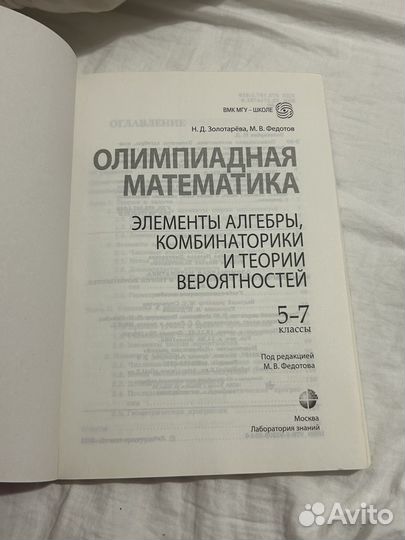 ВМК МГУ – ШКОЛЕ
Н. Д. Золотарёва, М. В. Федотов
ОЛИМПИАДНАЯ
МАТЕМАТИКА
ЭЛЕМЕНТЫ АЛГЕБРЫ,
КОМБИНАТОРИКИ
И ТЕОРИИ
ВЕРОЯТНОСТЕЙ
5–7
классы
Под редакцией
М. В. Федотова
Москва
Лаборатория знаний
Avito